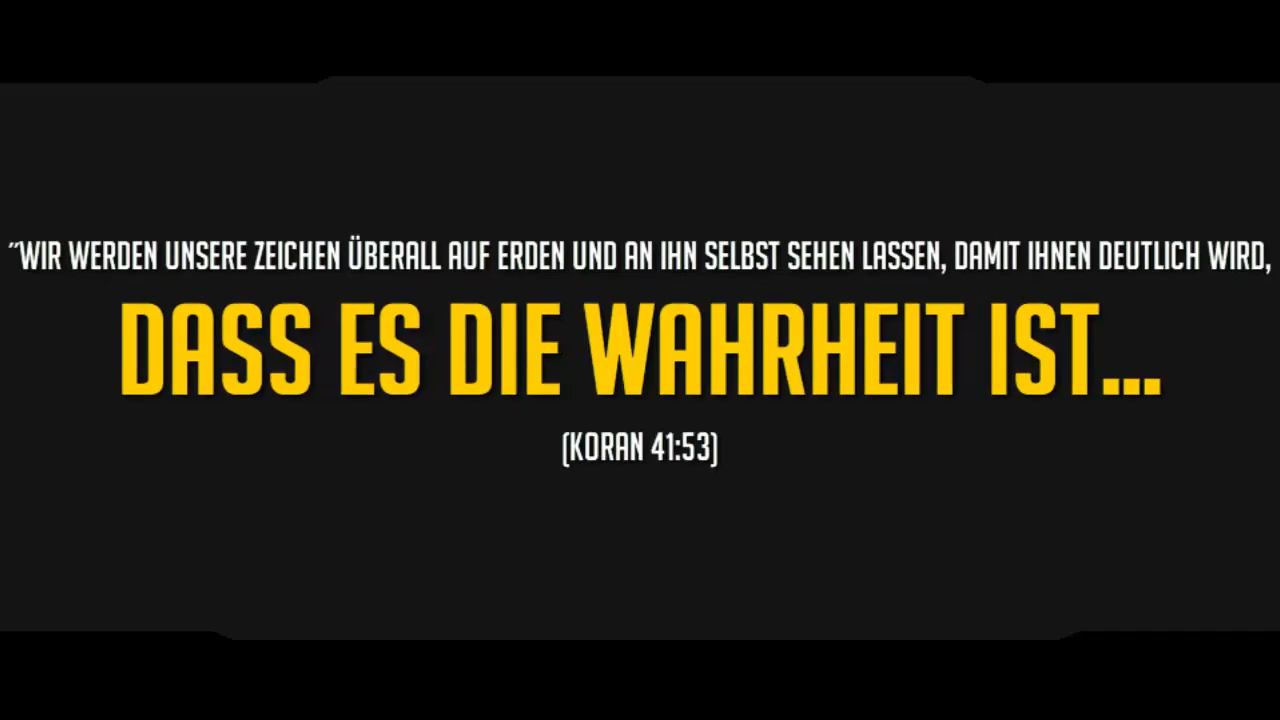 ˝WIR WERDEN UNSERE ZEICHEN ÜBERALL AUF ERDEN UND AN IHN SELBST SEHEN LASSEN, DAMIT IHNEN DEUTLICH WIRD,
DASS ES DIE WAHRHEIT IST...
(KORAN 41:53)